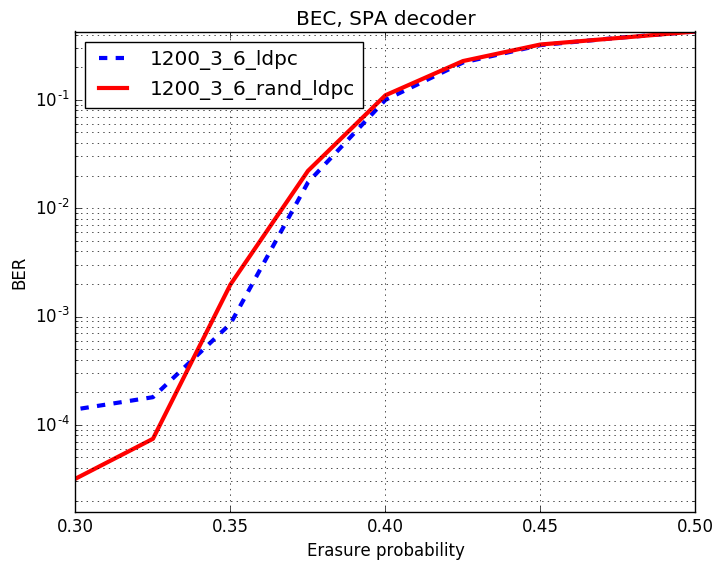 BEC, SPA decoder
1200_3_6_ldpc
1200_3_6_rand_ldpc
10^-1
10^-2
10^-3
10^-4
BER
0.30 0.35 0.40 0.45 0.50
Erasure probability